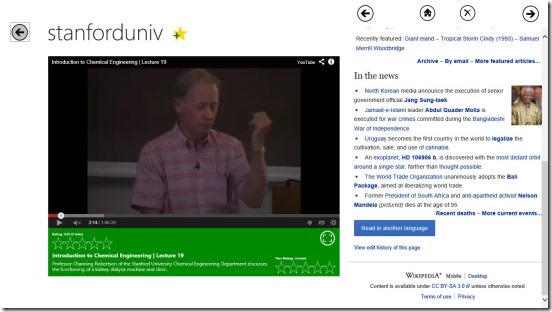 stanforduniv
Introduction to Chemical Engineering | Lecture 19
YouTube
2:14 / 1:06:29
Rating: 0.00 (0 Votes)
Introduction to Chemical Engineering | Lecture 19
Professor Channing Robertson of the Stanford University Chemical Engineering Department discusses
the functioning of a kidney dialysis machine and clinic.
Your Rating: (none)
Recently featured: Giant eland – Tropical Storm Cindy (1993) – Samuel
Merrill Woodbridge
Archive – By email – More featured articles...
In the news
North Korean media announce the execution of senior
government official Jang Sung-taek.
Jamaat-e-Islami leader Abdul Quader Molla is
executed for war crimes committed during the Bangladeshi
War of Independence.
Uruguay becomes the first country in the world to legalize the
cultivation, sale, and use of cannabis.
An exoplanet, HD 106906 b, is discovered with the most distant orbit
around a single star, farther than thought possible.
The World Trade Organization unanimously adopts the Bali
Package, aimed at liberalizing world trade.
Former President of South Africa and anti-apartheid activist Nelson
Mandela (pictured) dies at the age of 95.
Recent deaths – More current events...
Read in another language
View edit history of this page.
WIKIPEDIA® Mobile | Desktop
Content is available under CC BY-SA 3.0 unless otherwise noted.
Terms of use | Privacy